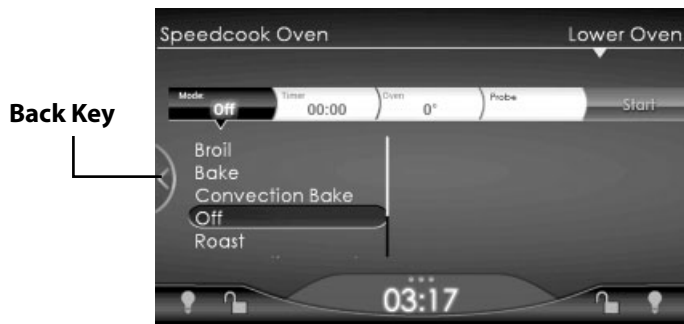 Speedcook Oven Lower Oven
Mode: Timer Oven Probe
Off 00:00 0° Start
Back Key
Broil
Bake
Convection Bake
Off
Roast
03:17